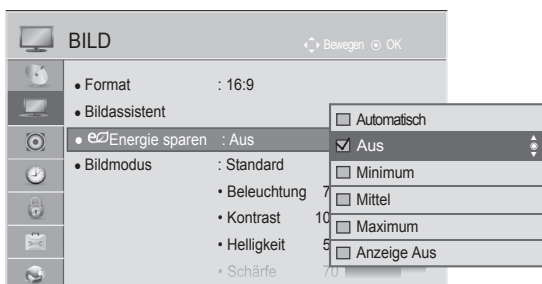 BILD
Bewegen ⊙ OK
• Format : 16:9
• Bildassistent
• Energie sparen : Aus
• Bildmodus : Standard
• Beleuchtung 7
• Kontrast 10
• Helligkeit 5
• Schärfe 70
Automatisch
Aus
Minimum
Mittel
Maximum
Anzeige Aus